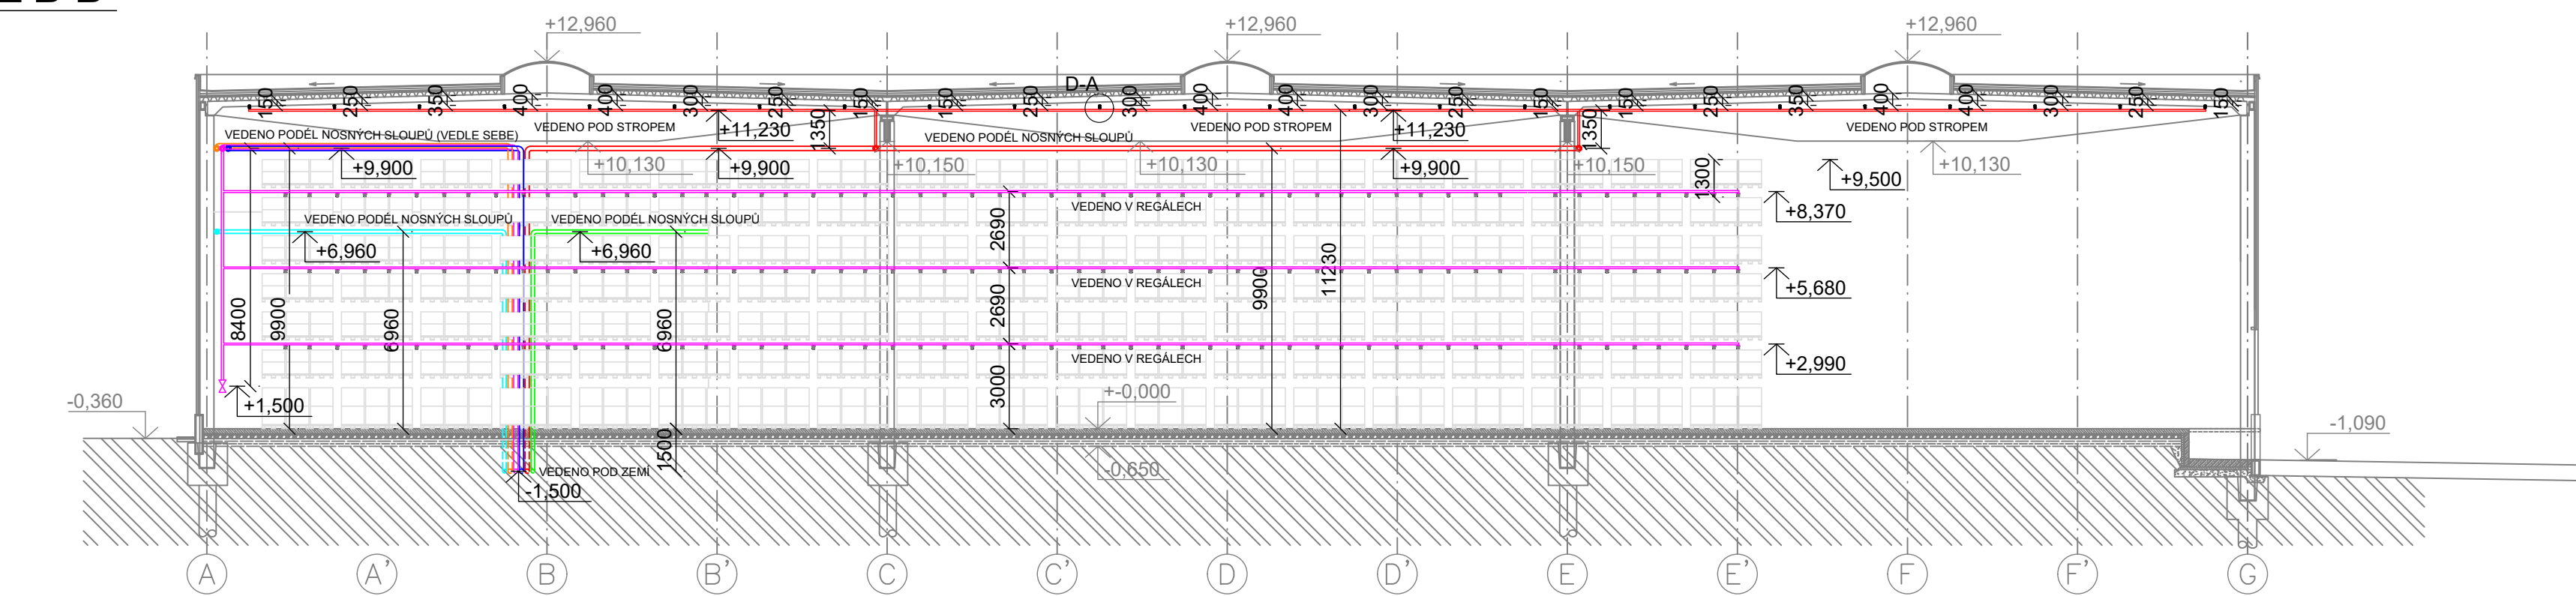 +12,960
+12,960
+12,960
D-A
150
250
350
400
400
300
250
150
150
250
300
400
400
300
250
150
150
250
350
400
400
300
250
150
VEDENO PODÉL NOSNÝCH SLOUPŮ (VEDLE SEBE)
VEDENO POD STROPEM
+11,230
1350
VEDENO PODÉL NOSNÝCH SLOUPŮ
VEDENO POD STROPEM
+11,230
1350
VEDENO POD STROPEM
+9,900
+10,130
+9,900
+10,150
+10,130
+9,900
+10,150
1300
+9,500
+10,130
VEDENO V REGÁLECH
+8,370
VEDENO PODÉL NOSNÝCH SLOUPŮ
VEDENO PODÉL NOSNÝCH SLOUPŮ
2690
+6,960
+6,960
11230
9900
VEDENO V REGÁLECH
+5,680
8400
9900
6960
6960
2690
VEDENO V REGÁLECH
+2,990
3000
+-0,000
+1,500
-0,360
-1,090
1500
VEDENO POD ZEMÍ
-0,650
-1,500
A
A'
B
B'
C
C'
D
D'
E
E'
F
F'
G